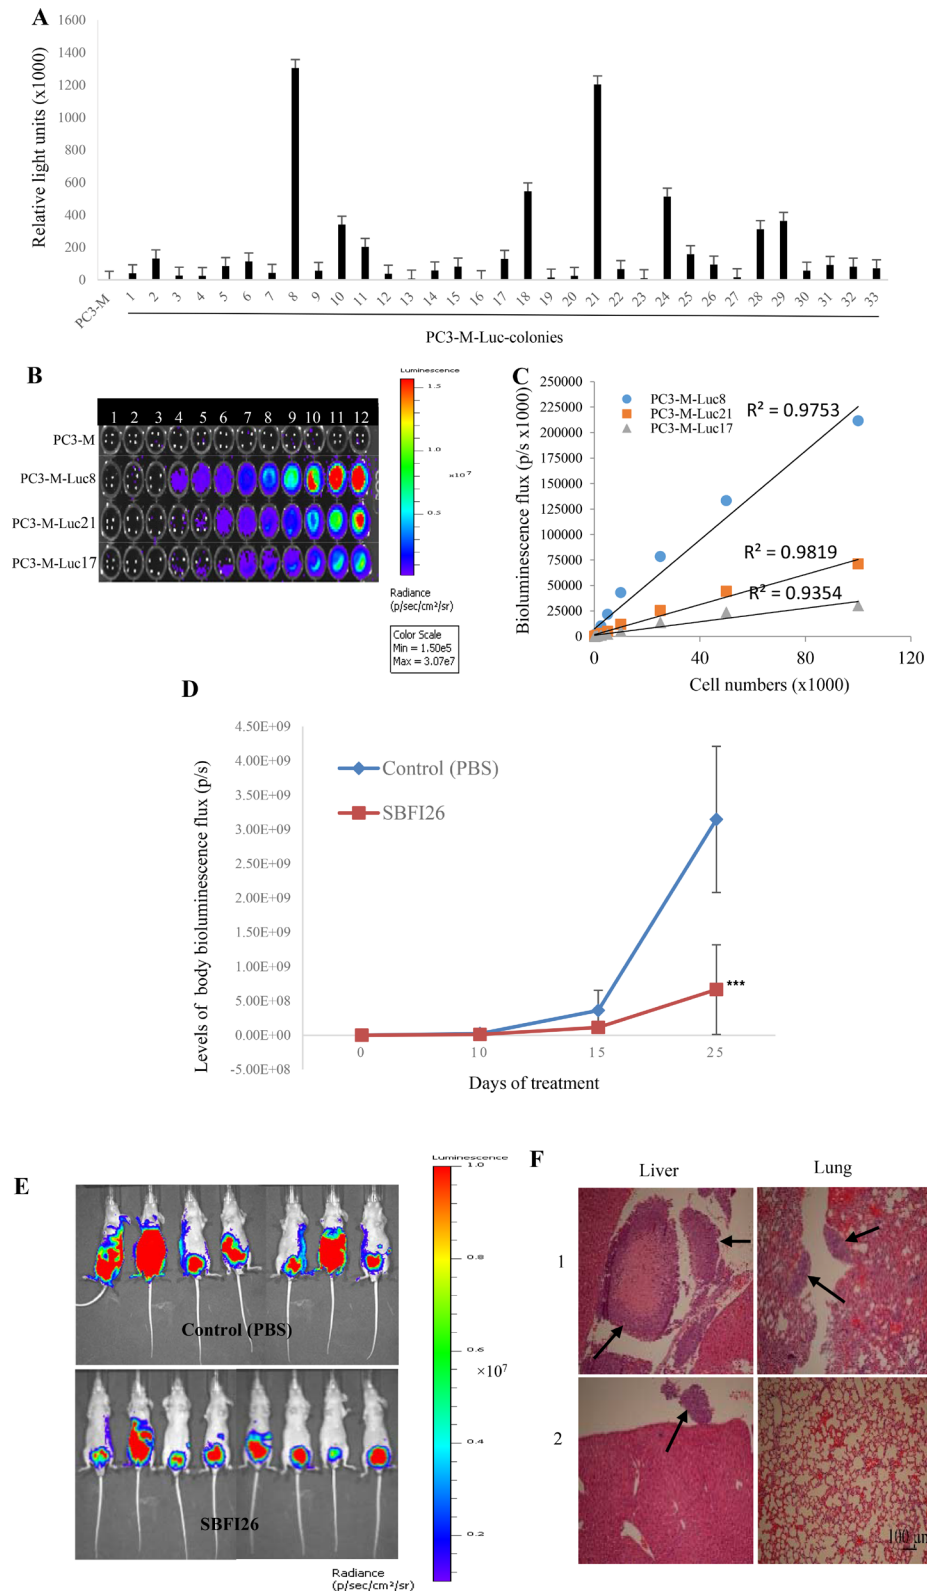 A
Relative light units (x1000)
1600
1400
1200
1000
800
600
400
200
0
PC3-M 1 2 3 4 5 6 7 8 9 10 11 12 13 14 15 16 17 18 19 20 21 22 23 24 25 26 27 28 29 30 31 32 33
PC3-M-Luc-colonies
B
1 2 3 4 5 6 7 8 9 10 11 12
PC3-M
PC3-M-Luc8
PC3-M-Luc21
PC3-M-Luc17
Luminescence
1.5
1.0
×10⁷
0.5
Radiance
(p/sec/cm²/sr)
Color Scale
Min = 1.50e5
Max = 3.07e7
C
Bioluminescence flux (p/s x1000)
250000
225000
200000
175000
150000
125000
100000
75000
50000
25000
0
PC3-M-Luc8
PC3-M-Luc21
PC3-M-Luc17
R² = 0.9753
R² = 0.9819
R² = 0.9354
0 40 80 120
Cell numbers (x1000)
D
Levels of body bioluminescence flux (p/s)
4.50E+09
4.00E+09
3.50E+09
3.00E+09
2.50E+09
2.00E+09
1.50E+09
1.00E+09
5.00E+08
0.00E+00
-5.00E+08
Control (PBS)
SBFI26
***
0 10 15 25
Days of treatment
E
Control (PBS)
SBFI26
Luminescence
1.0
0.8
0.6
×10⁷
0.4
0.2
Radiance
(p/sec/cm²/sr)
F
Liver Lung
1
2
100 µm